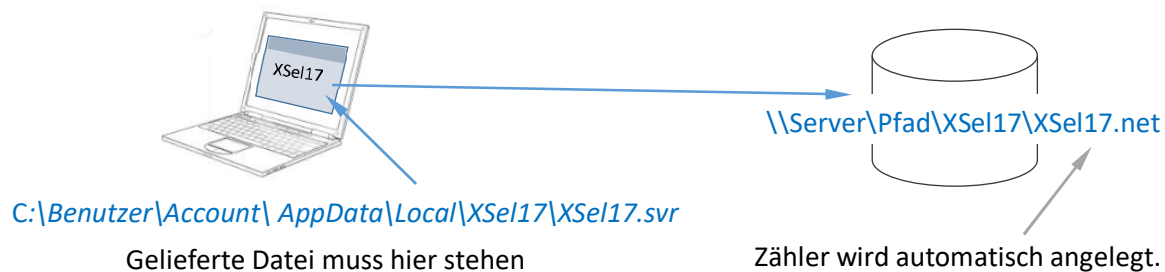 XSel17
\\Server\Pfad\XSel17\XSel17.net
C:\Benutzer\Account\ AppData\Local\XSel17\XSel17.svr
Gelieferte Datei muss hier stehen
Zähler wird automatisch angelegt.